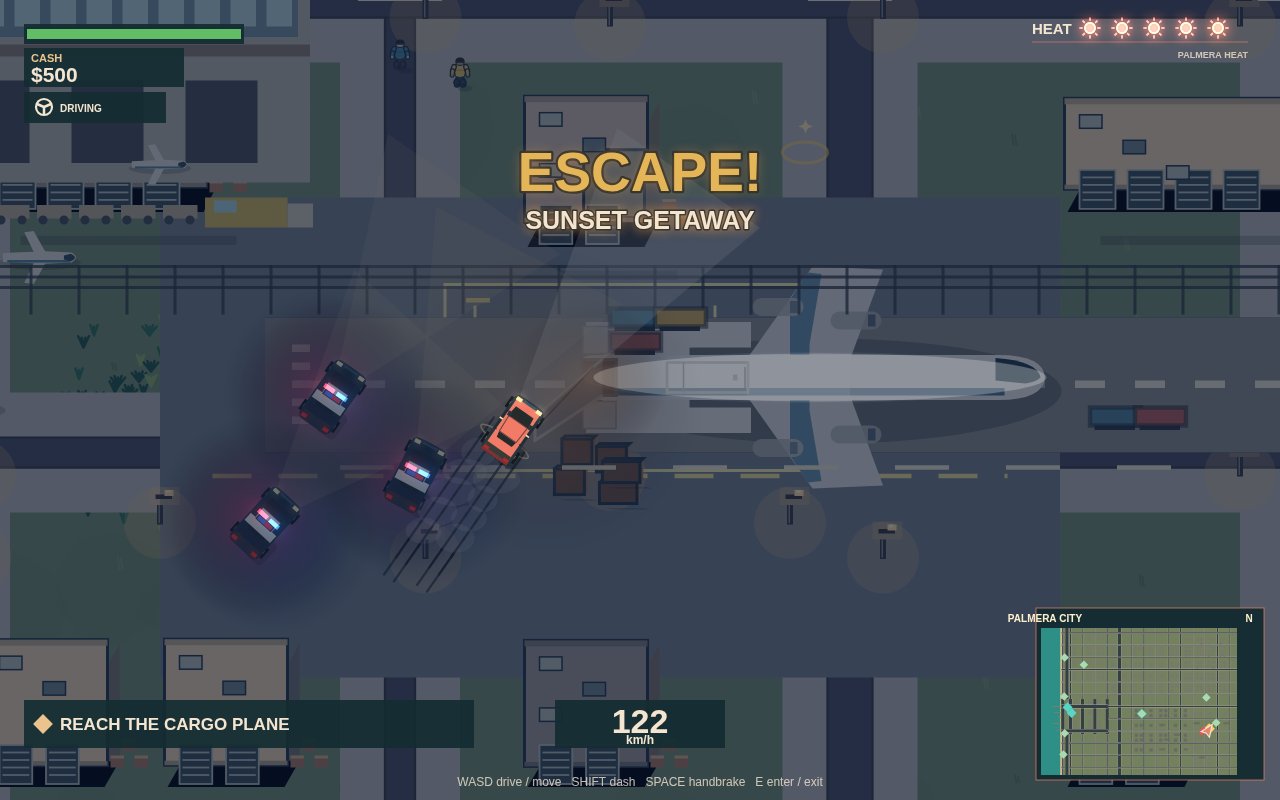 CASH
$500
DRIVING
HEAT
PALMERA HEAT
ESCAPE!
SUNSET GETAWAY
PALMERA CITY N
REACH THE CARGO PLANE
122
km/h
WASD drive / move SHIFT dash SPACE handbrake E enter / exit